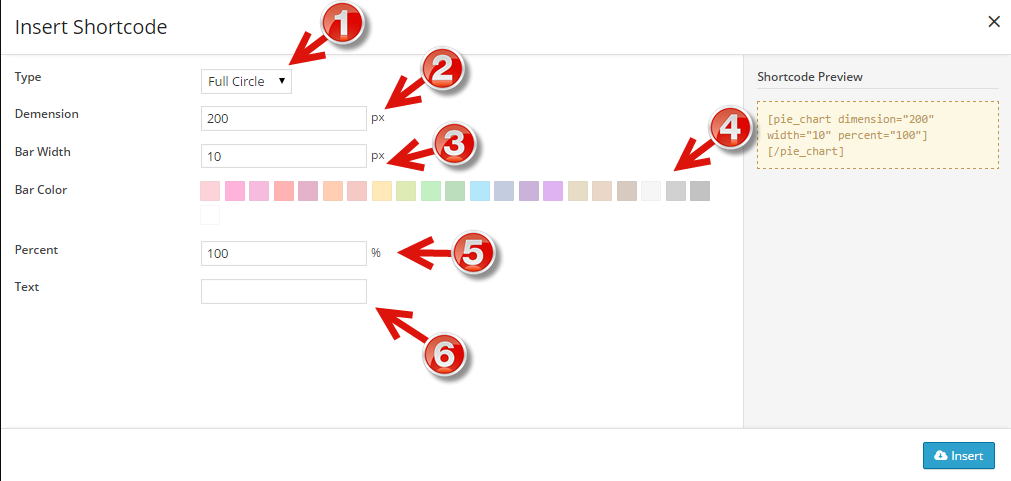 Insert Shortcode
1
×
Type
Full Circle
2
Shortcode Preview
Demension
200
px
[pie_chart dimension="200"
width="10" percent="100"]
[/pie_chart]
3
4
Bar Width
10
px
Bar Color
Percent
100
%
5
Text
6
Insert